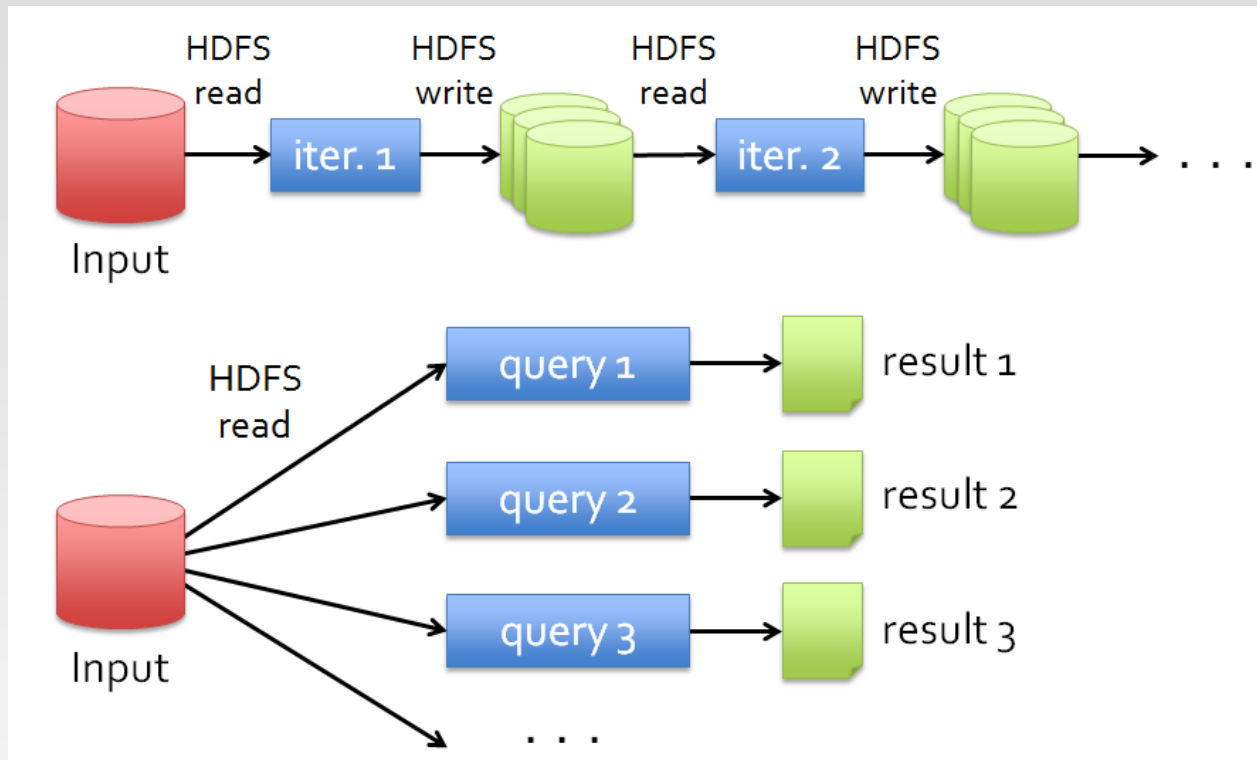 HDFS
read
HDFS
write
HDFS
read
HDFS
write
iter. 1
iter. 2
. . .
Input
HDFS
read
query 1
result 1
query 2
result 2
query 3
result 3
Input
. . .